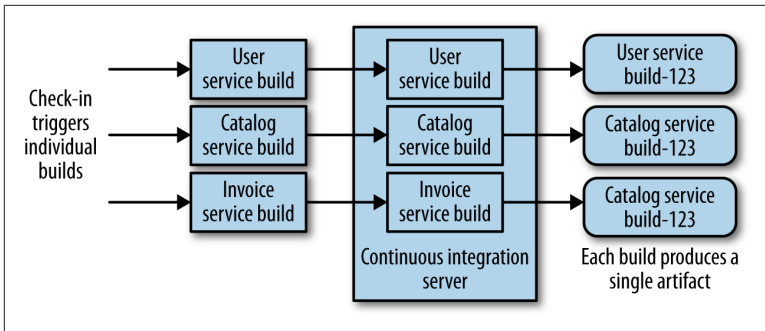 Check-in
triggers
individual
builds
User
service build
Catalog
service build
Invoice
service build
User
service build
Catalog
service build
Invoice
service build
Continuous integration
server
User service
build-123
Catalog service
build-123
Catalog service
build-123
Each build produces a
single artifact